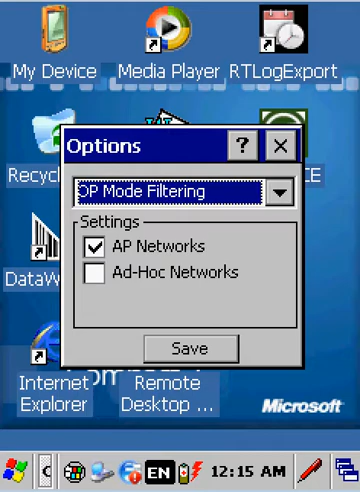 My Device
Media Player
RTLogExport
Options
?
OP Mode Filtering
Settings
AP Networks
Ad-Hoc Networks
Save
Internet
Explorer
Remote
Desktop ...
Microsoft
EN
12:15 AM